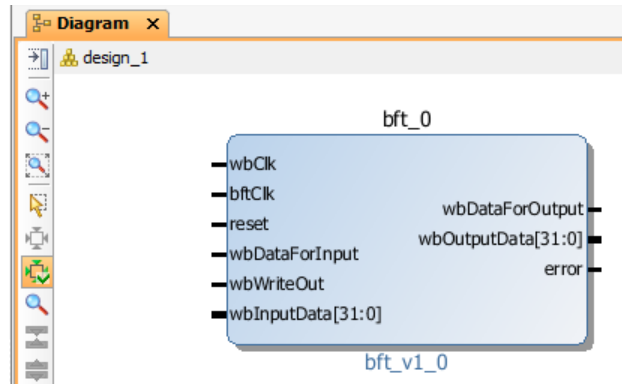 Diagram
design_1
bft_0
wbClk
bftClk
reset
wbDataForInput
wbWriteOut
wbInputData[31:0]
wbDataForOutput
wbOutputData[31:0]
error
bft_v1_0